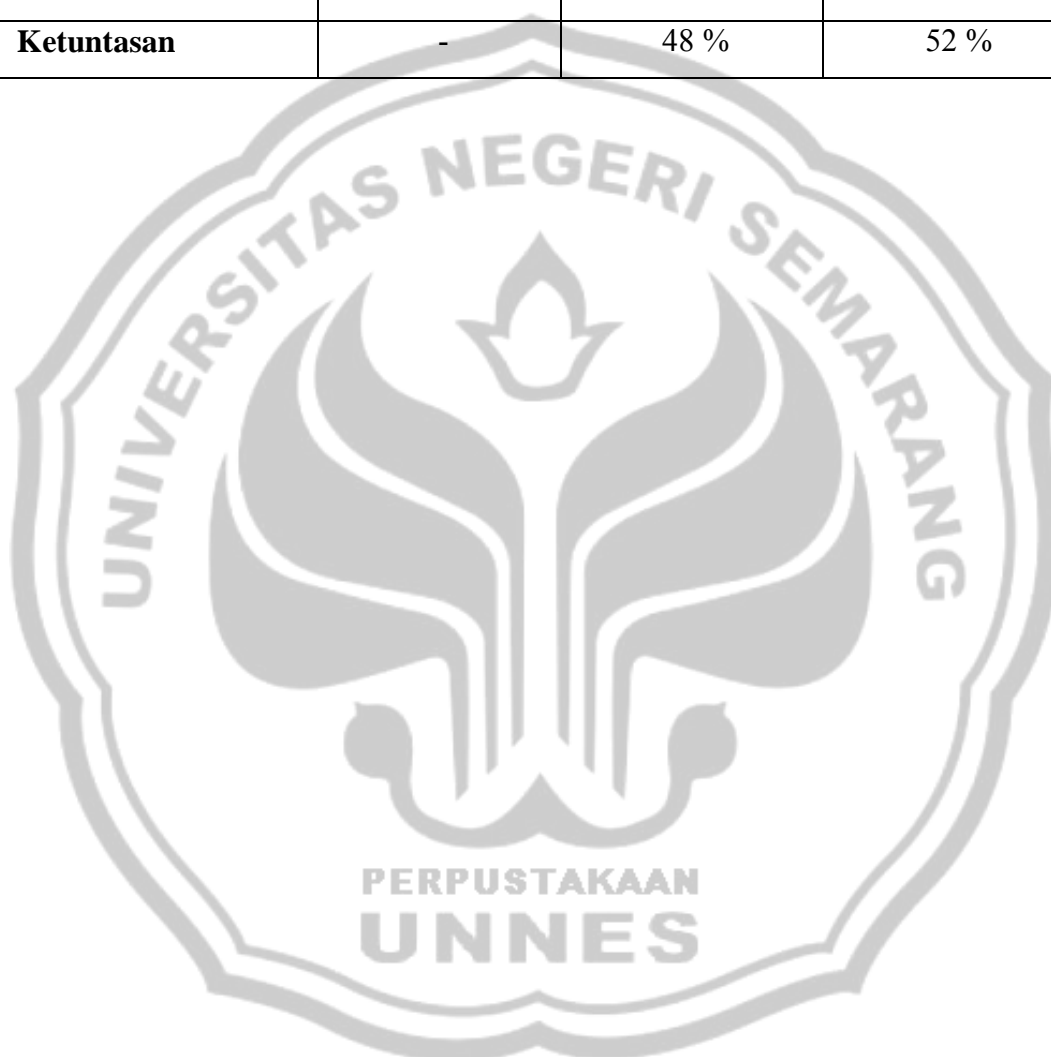 Ketuntasan - 48 % 52 %
UNIVERSITAS NEGERI SEMARANG
PERPUSTAKAAN
UNNES